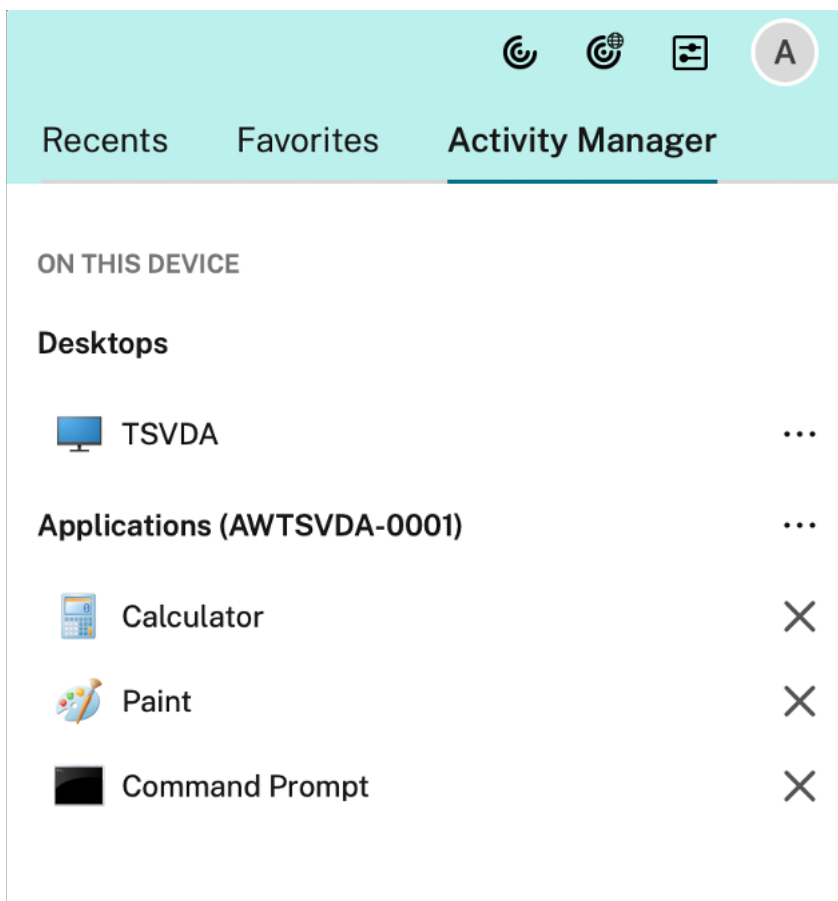 A
Recents Favorites Activity Manager
ON THIS DEVICE
Desktops
TSVDA
Applications (AWTSVDA-0001)
Calculator
Paint
Command Prompt